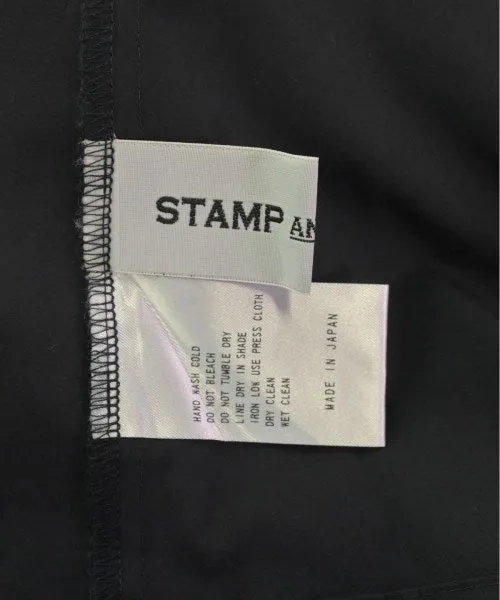 STAMP AN
HAND WASH COLD
DO NOT BLEACH
DO NOT TUMBLE DRY
LINE DRY IN SHADE
IRON LOW USE PRESS CLOTH
DRY CLEAN
WET CLEAN
MADE IN JAPAN